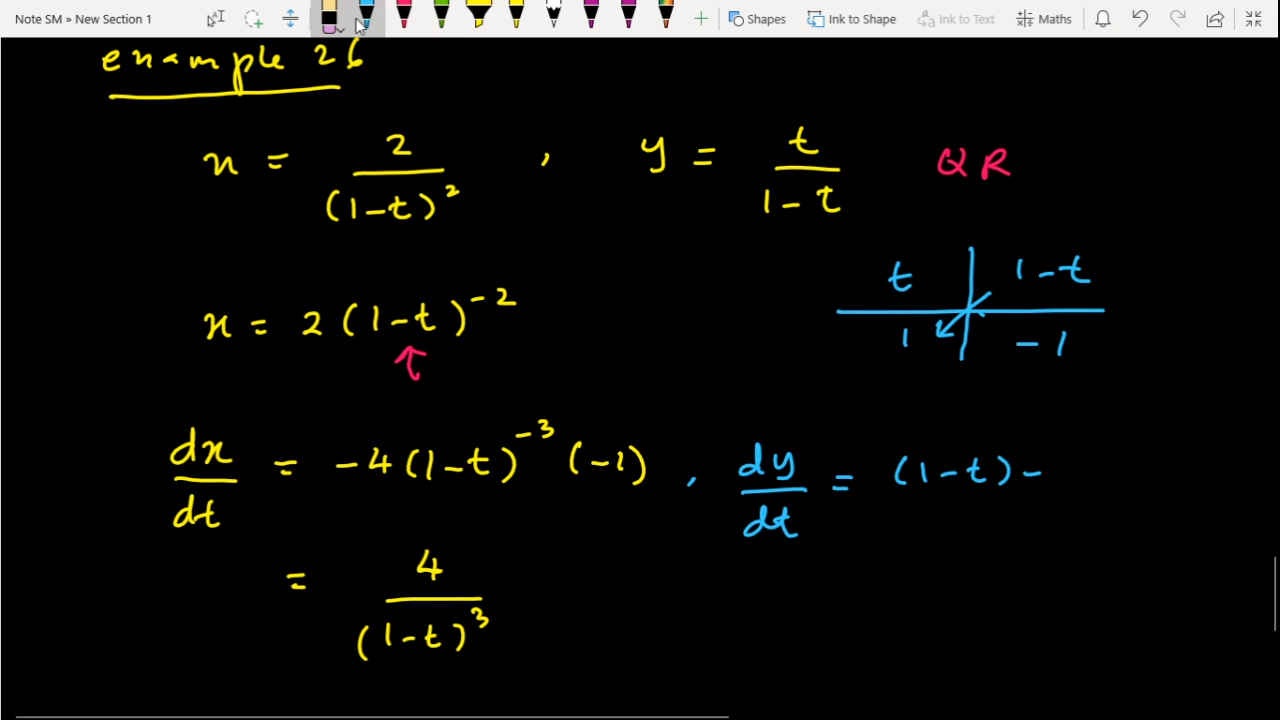 Note SM » New Section 1
Shapes
Ink to Shape
Ink to Text
Maths
example 26
x = 2/(1-t)², y = t/1-t QR
t | 1-t
1 | -1
x = 2(1-t)⁻²
dx/dt = -4(1-t)⁻³(-1), dy/dt = (1-t)-
= 4/(1-t)³